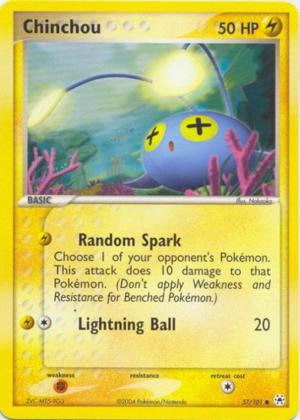 Chinchou
50 HP
Illus. Nakaoka
BASIC
Random Spark
Choose 1 of your opponent's Pokémon.
This attack does 10 damage to that
Pokémon. (Don't apply Weakness and
Resistance for Benched Pokémon.)
Lightning Ball 20
weakness
resistance
retreat cost
©2004 Pokémon/Nintendo
57/101